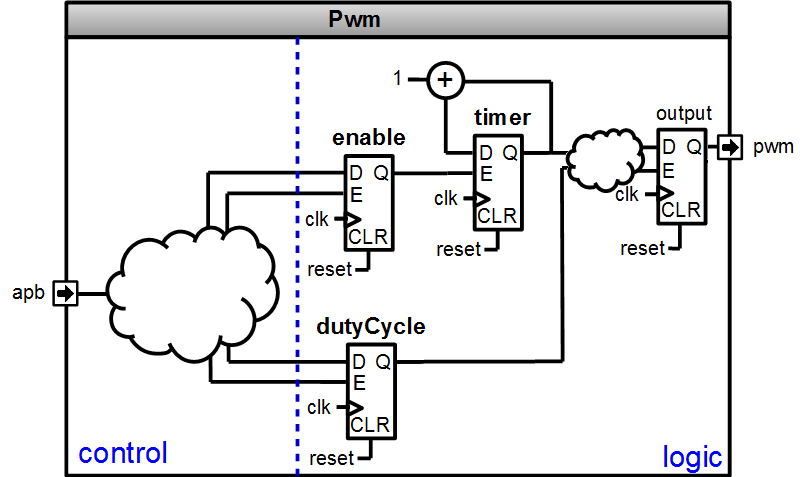 Pwm
1
+
timer
output
enable
D Q
E
clk
CLR
reset
D Q
E
clk
CLR
reset
D Q
E
clk
CLR
reset
pwm
apb
dutyCycle
D Q
E
clk
CLR
reset
control
logic